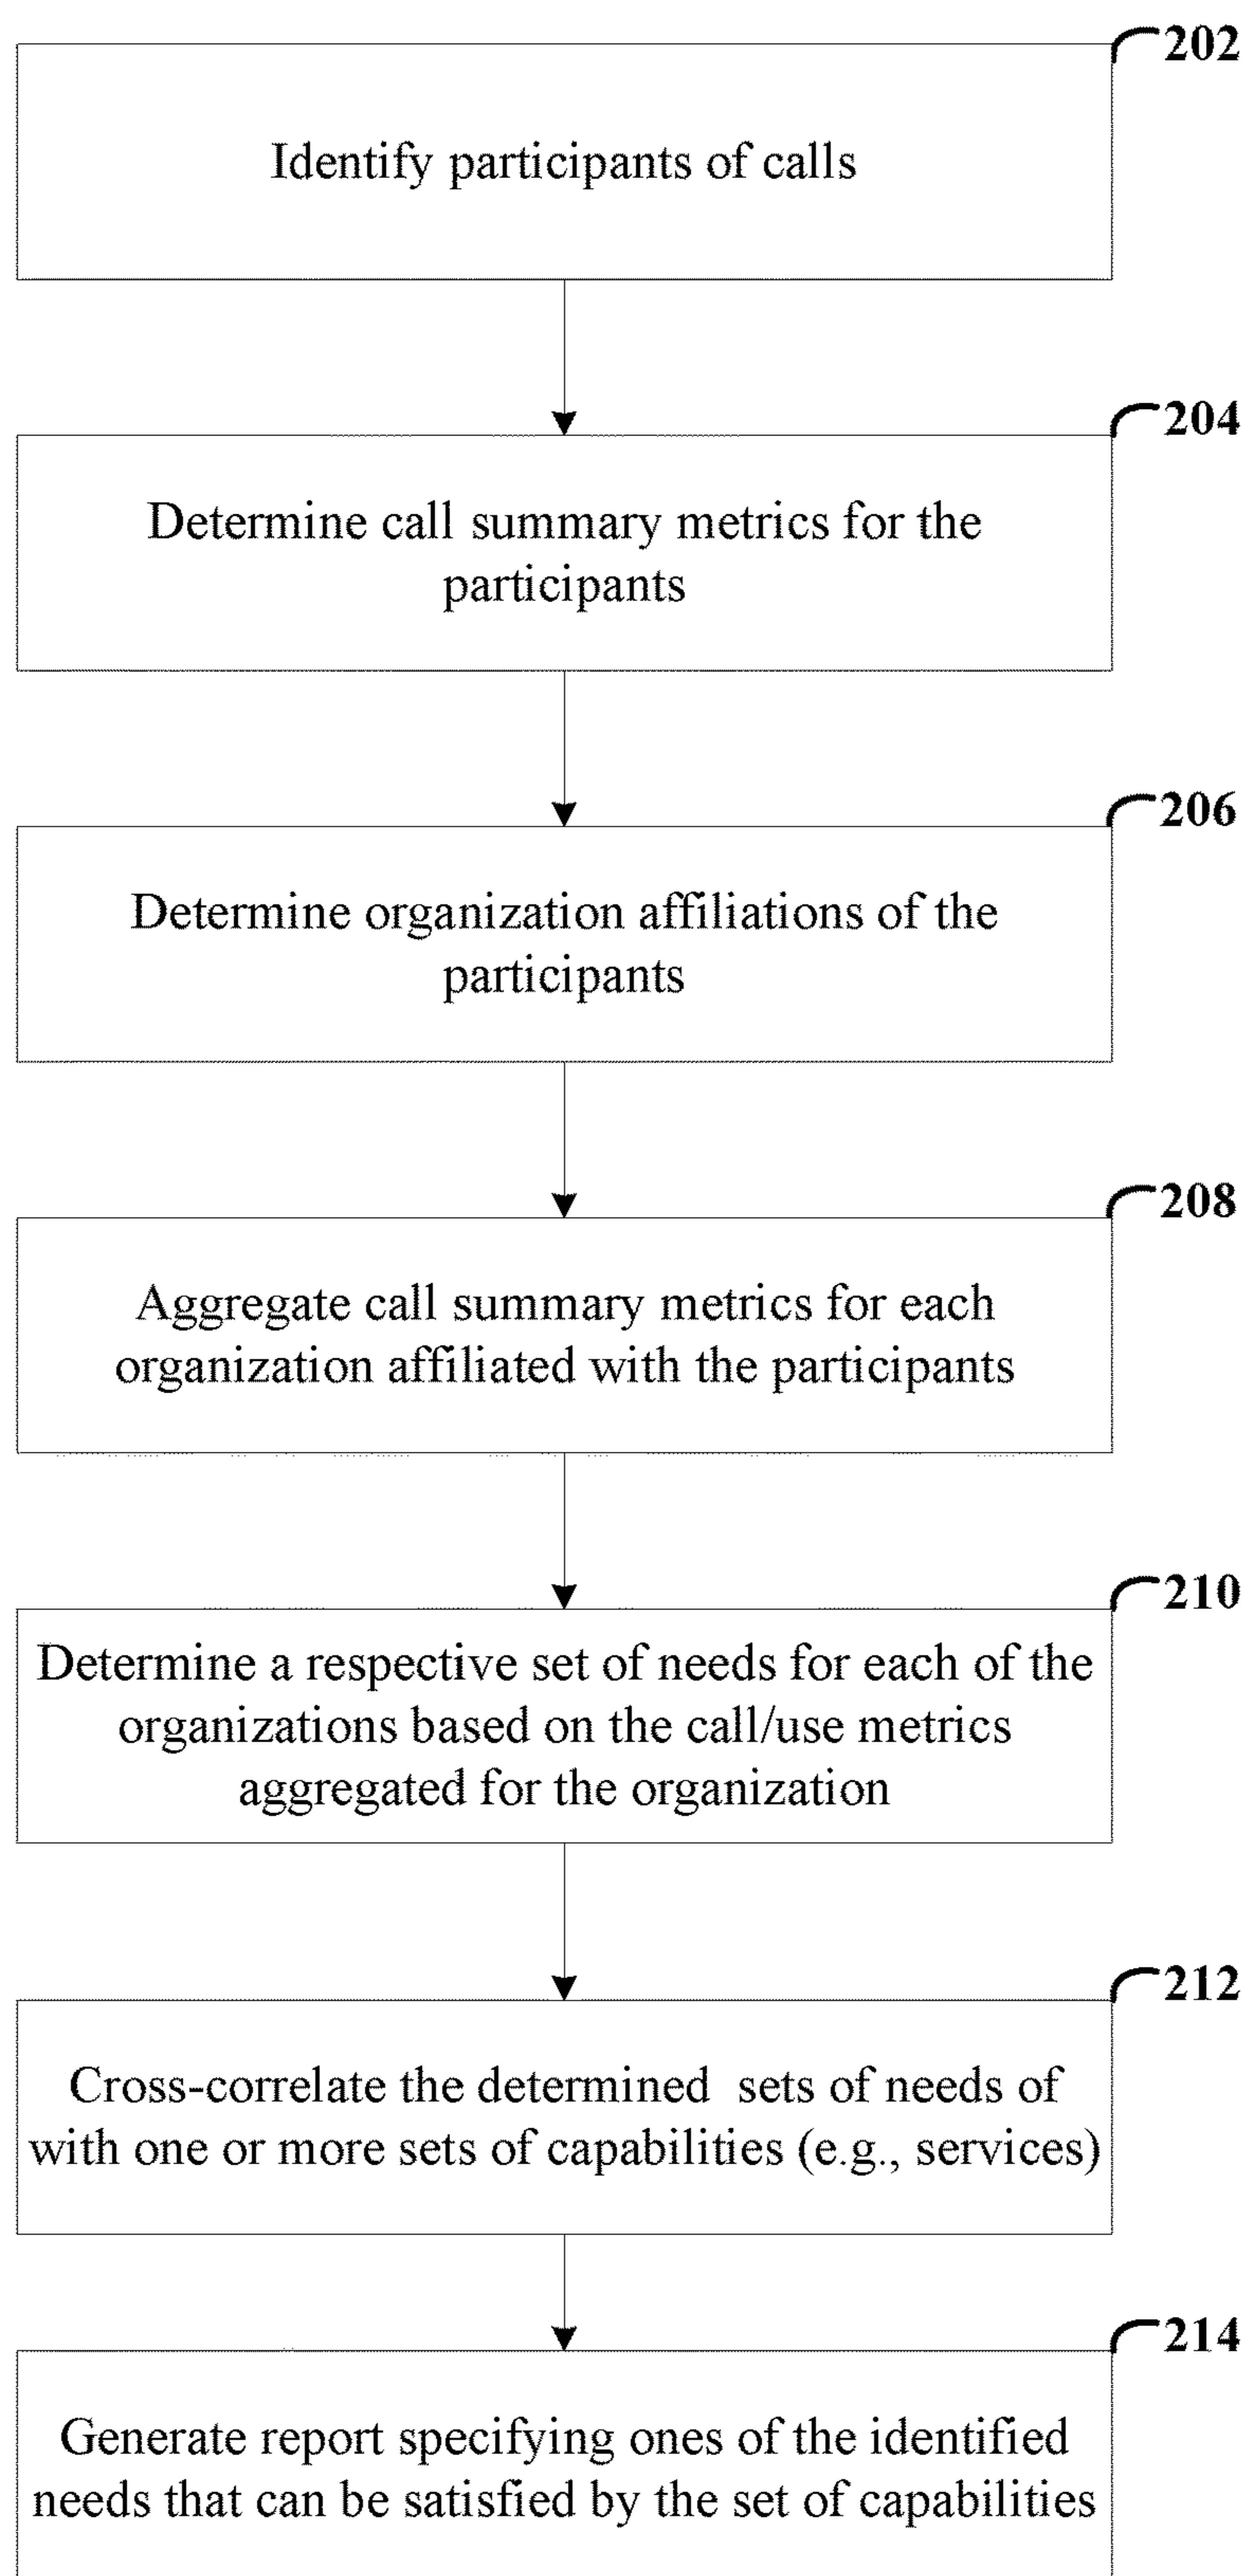 202
Identify participants of calls
204
Determine call summary metrics for the
participants
206
Determine organization affiliations of the
participants
208
Aggregate call summary metrics for each
organization affiliated with the participants
210
Determine a respective set of needs for each of the
organizations based on the call/use metrics
aggregated for the organization
212
Cross-correlate the determined sets of needs of
with one or more sets of capabilities (e.g., services)
214
Generate report specifying ones of the identified
needs that can be satisfied by the set of capabilities